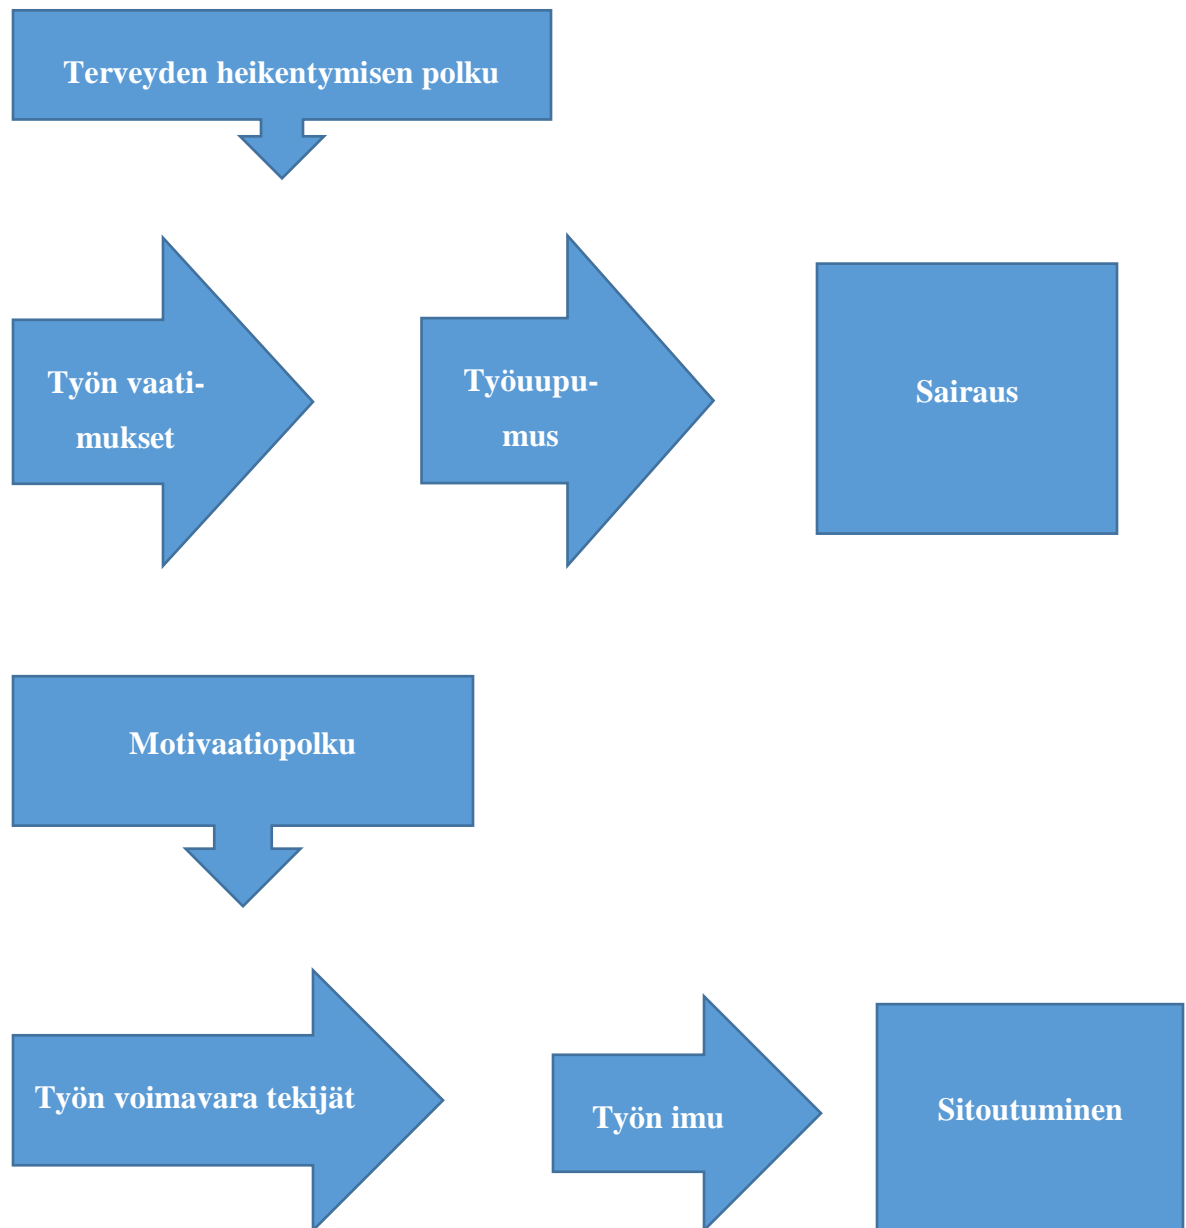 Terveyden heikentymisen polku
Työn vaati-
mukset
Työuupu-
mus
Sairaus
Motivaatiopolku
Työn voimavara tekijät
Työn imu
Sitoutuminen